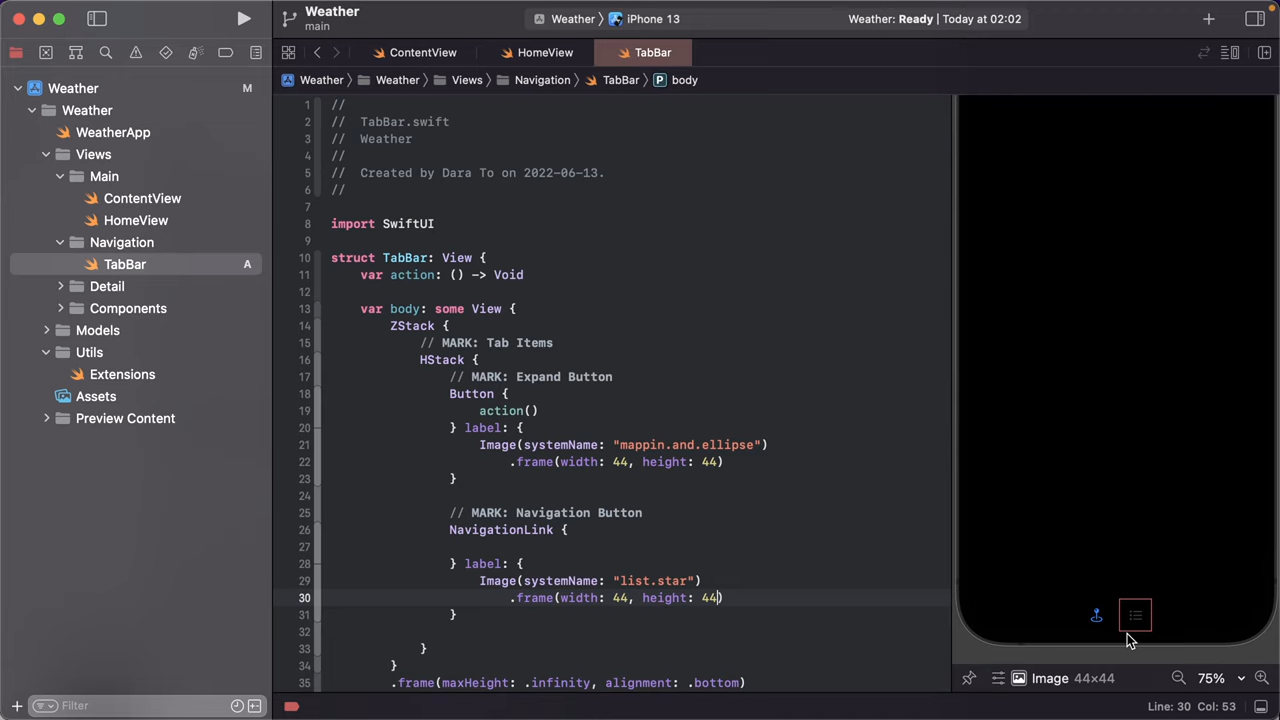 Weather
main
Weather 〉 iPhone 13
Weather: Ready | Today at 02:02
ContentView
HomeView
TabBar
Weather 〉 Weather 〉 Views 〉 Navigation 〉 TabBar 〉 P body
Weather M
Weather
WeatherApp
Views
Main
ContentView
HomeView
Navigation
TabBar A
Detail
Components
Models
Utils
Extensions
Assets
Preview Content
Filter
1 //
2 //  TabBar.swift
3 //  Weather
4 //
5 //  Created by Dara To on 2022-06-13.
6 //
7
8 import SwiftUI
9
10 struct TabBar: View {
11     var action: () -> Void
12
13     var body: some View {
14         ZStack {
15             // MARK: Tab Items
16             HStack {
17                 // MARK: Expand Button
18                 Button {
19                     action()
20                 } label: {
21                     Image(systemName: "mappin.and.ellipse")
22                         .frame(width: 44, height: 44)
23                 }
24
25                 // MARK: Navigation Button
26                 NavigationLink {
27
28                 } label: {
29                     Image(systemName: "list.star")
30                         .frame(width: 44, height: 44)
31                 }
32
33             }
34         }
35         .frame(maxHeight: .infinity, alignment: .bottom)
Image 44×44
75%
Line: 30 Col: 53